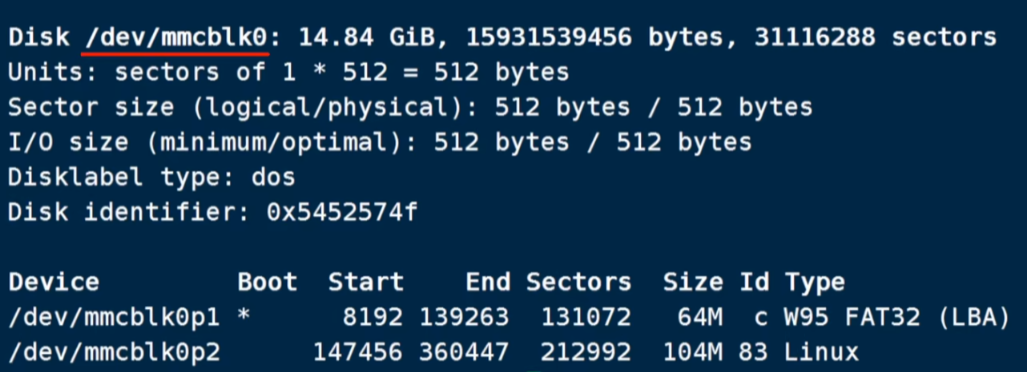 Disk /dev/mmcblk0: 14.84 GiB, 15931539456 bytes, 31116288 sectors
Units: sectors of 1 * 512 = 512 bytes
Sector size (logical/physical): 512 bytes / 512 bytes
I/O size (minimum/optimal): 512 bytes / 512 bytes
Disklabel type: dos
Disk identifier: 0x5452574f
Device Boot Start End Sectors Size Id Type
/dev/mmcblk0p1 * 8192 139263 131072 64M c W95 FAT32 (LBA)
/dev/mmcblk0p2 147456 360447 212992 104M 83 Linux